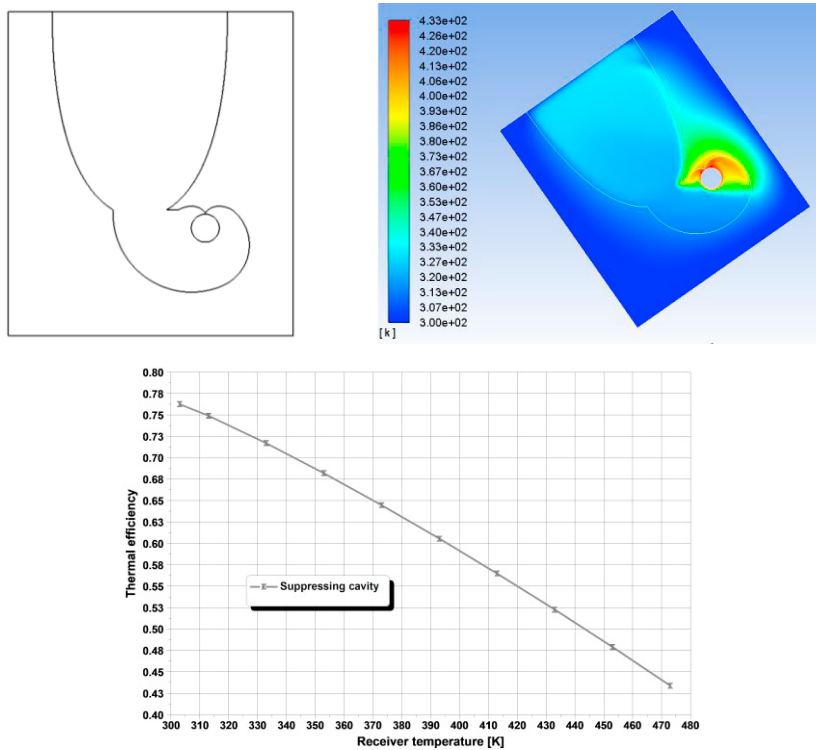 4.33e+02
4.20e+02
4.13e+02
4.06e+02
4.00e+02
3.93e+02
3.86e+02
3.80e+02
3.73e+02
3.67e+02
3.60e+02
3.53e+02
3.47e+02
3.40e+02
3.33e+02
3.27e+02
3.20e+02
3.13e+02
3.07e+02
3.00e+02
[k]
0.80
0.78
0.75
0.73
0.70
0.68
0.65
0.63
0.60
0.58
0.55
0.53
0.50
0.48
0.45
0.43
0.40
Thermal efficiency
Suppressing cavity
300 310 320 330 340 350 360 370 380 390 400 410 420 430 440 450 460 470 480
Receiver temperature [K]